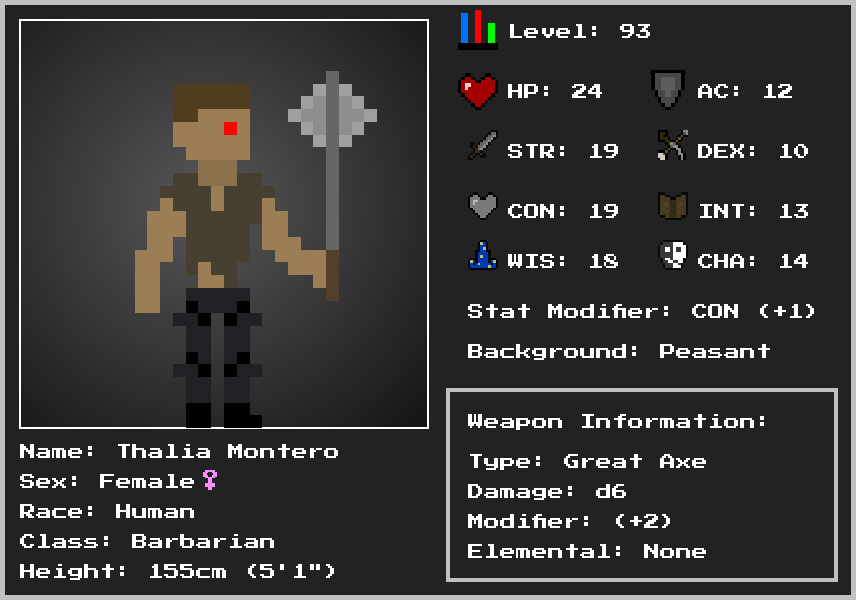 Level: 93
HP: 24
AC: 12
STR: 19
DEX: 10
CON: 19
INT: 13
WIS: 18
CHA: 14
Stat Modifier: CON (+1)
Background: Peasant
Weapon Information:
Type: Great Axe
Damage: d6
Modifier: (+2)
Elemental: None
Name: Thalia Montero
Sex: Female♀
Race: Human
Class: Barbarian
Height: 155cm (5'1")